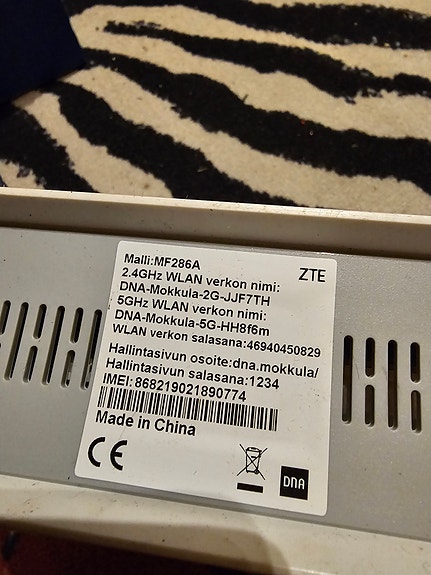 Malli:MF286A
ZTE
2.4GHz WLAN verkon nimi:
DNA-Mokkula-2G-JJF7TH
5GHz WLAN verkon nimi:
DNA-Mokkula-5G-HH8f6m
WLAN verkon salasana:46940450829
Hallintasivun osoite:dna.mokkula/
Hallintasivun salasana:1234
IMEI:868219021890774
Made in China
CE
DNA